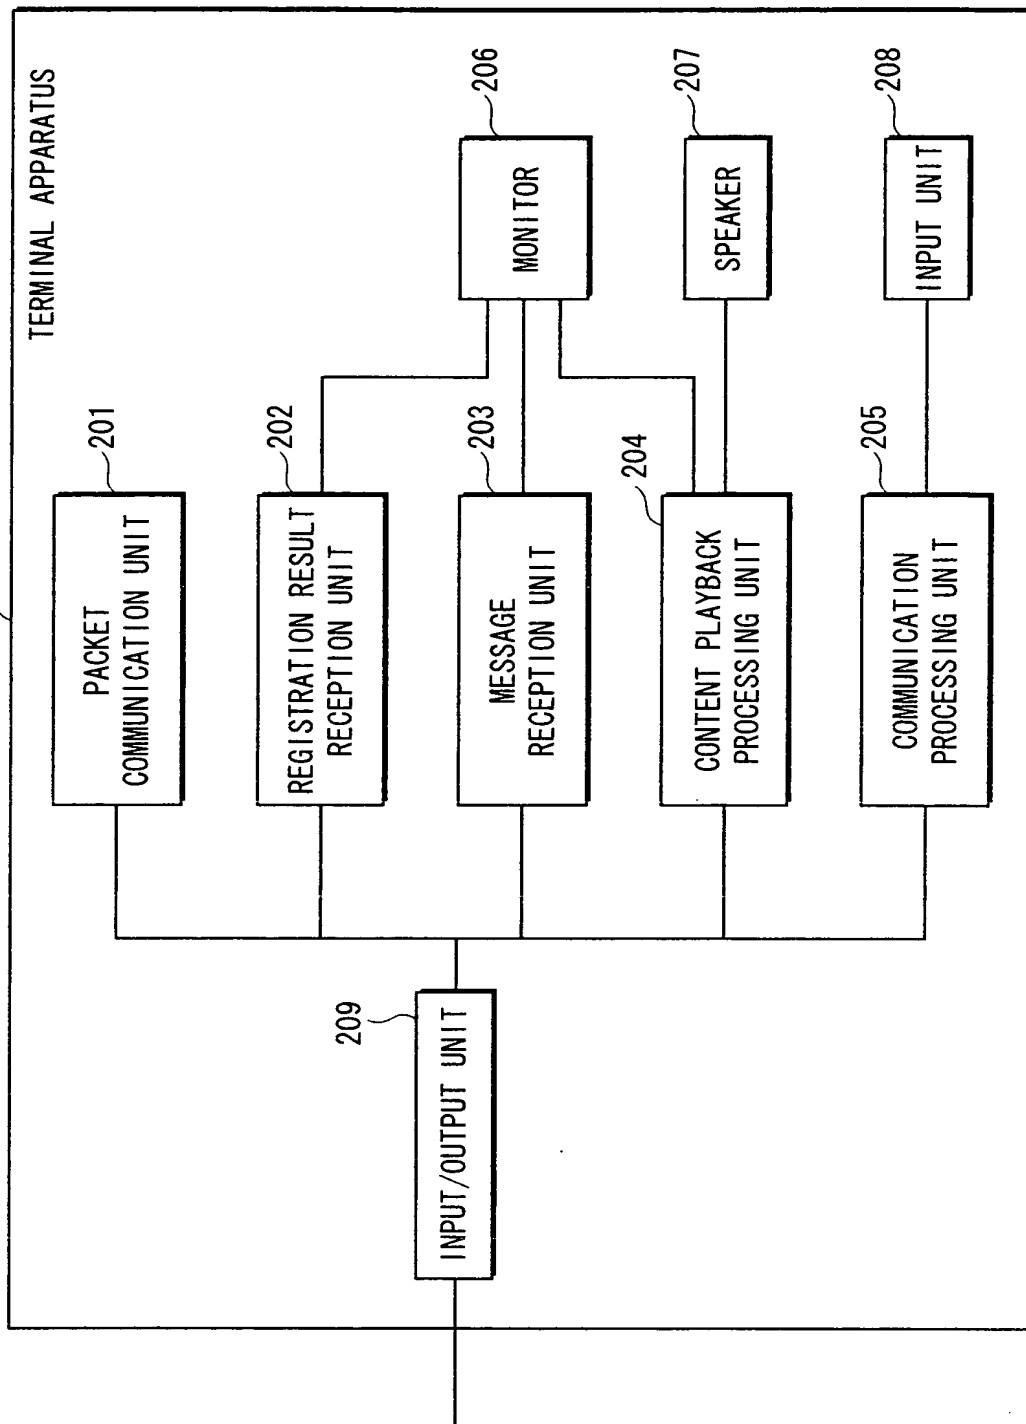 TERMINAL APPARATUS
201
PACKET
COMMUNICATION UNIT
202
REGISTRATION RESULT
RECEPTION UNIT
203
MESSAGE
RECEPTION UNIT
204
CONTENT PLAYBACK
PROCESSING UNIT
205
COMMUNICATION
PROCESSING UNIT
206
MONITOR
207
SPEAKER
208
INPUT UNIT
209
INPUT/OUTPUT UNIT